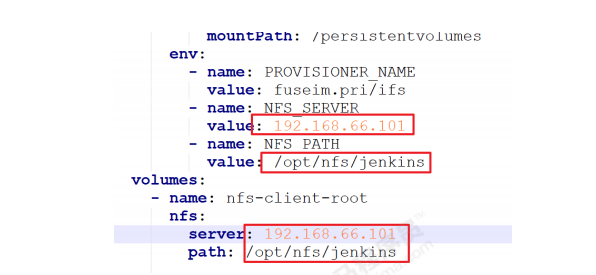 mountPath: /persistentvolumes
env:
- name: PROVISIONER_NAME
value: fuseim.pri/ifs
- name: NFS_SERVER
value: 192.168.66.101
- name: NFS_PATH
value: /opt/nfs/jenkins
volumes:
- name: nfs-client-root
nfs:
server: 192.168.66.101
path: /opt/nfs/jenkins